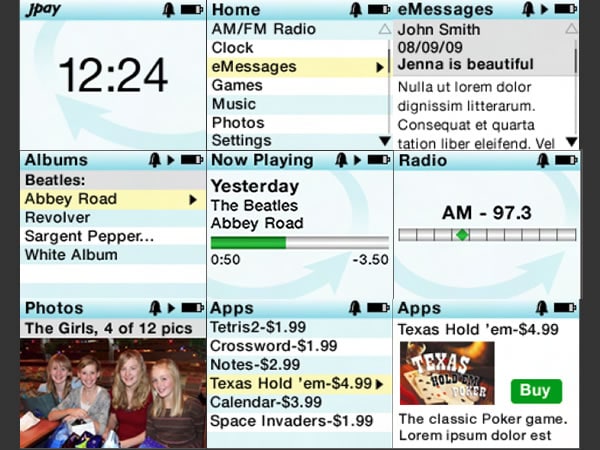 JPay
12:24
Home
AM/FM Radio
Clock
eMessages
Games
Music
Photos
Settings
eMessages
John Smith
08/09/09
Jenna is beautiful
Nulla ut lorem dolor
dignissim litterarum.
Consequat et quarta
tation liber eleifend. Vel
Albums
Beatles:
Abbey Road
Revolver
Sargent Pepper...
White Album
Now Playing
Yesterday
The Beatles
Abbey Road
0:50 -3.50
Radio
AM - 97.3
Photos
The Girls, 4 of 12 pics
Apps
Tetris2-$1.99
Crossword-$1.99
Notes-$2.99
Texas Hold 'em-$4.99
Calendar-$3.99
Space Invaders-$1.99
Apps
Texas Hold 'em-$4.99
TEXAS
HOLD'EM
POKER
Buy
The classic Poker game.
Lorem ipsum dolor est